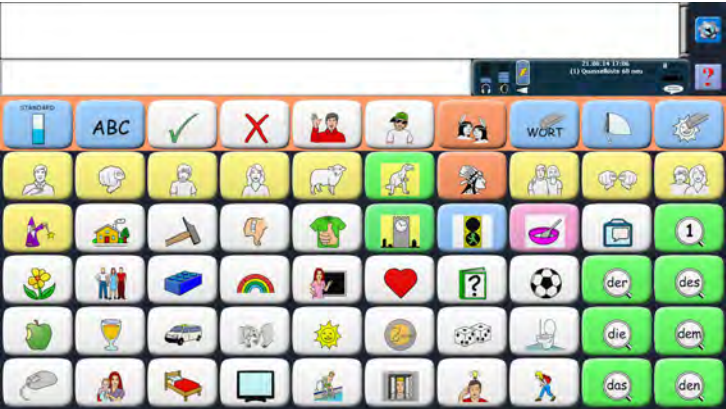 21.08.14 17:06
(1) Quasselkiste 60 neu
STANDARD
ABC
WORT
1
?
der
des
die
dem
das
den